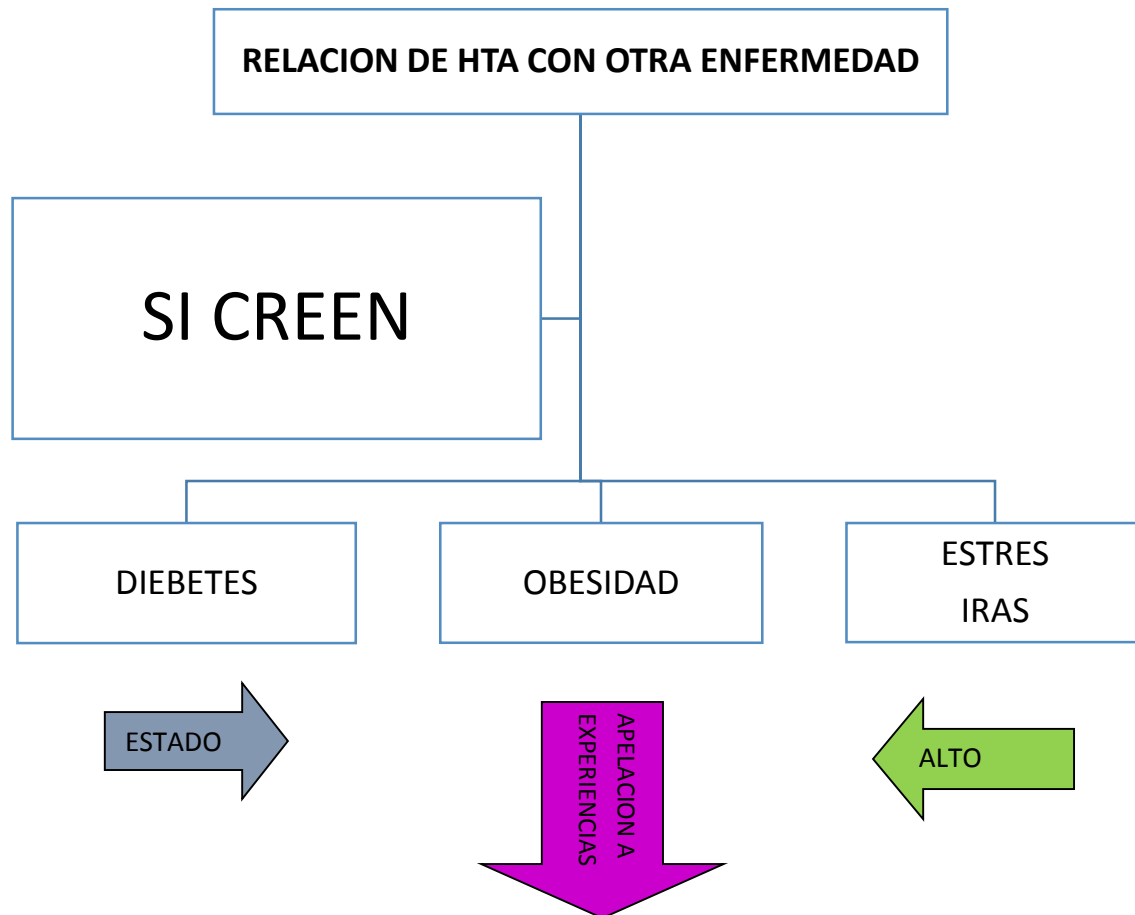 RELACION DE HTA CON OTRA ENFERMEDAD
SI CREEN
DIEBETES
OBESIDAD
ESTRES
IRAS
ESTADO
APELACION A
EXPERIENCIAS
ALTO